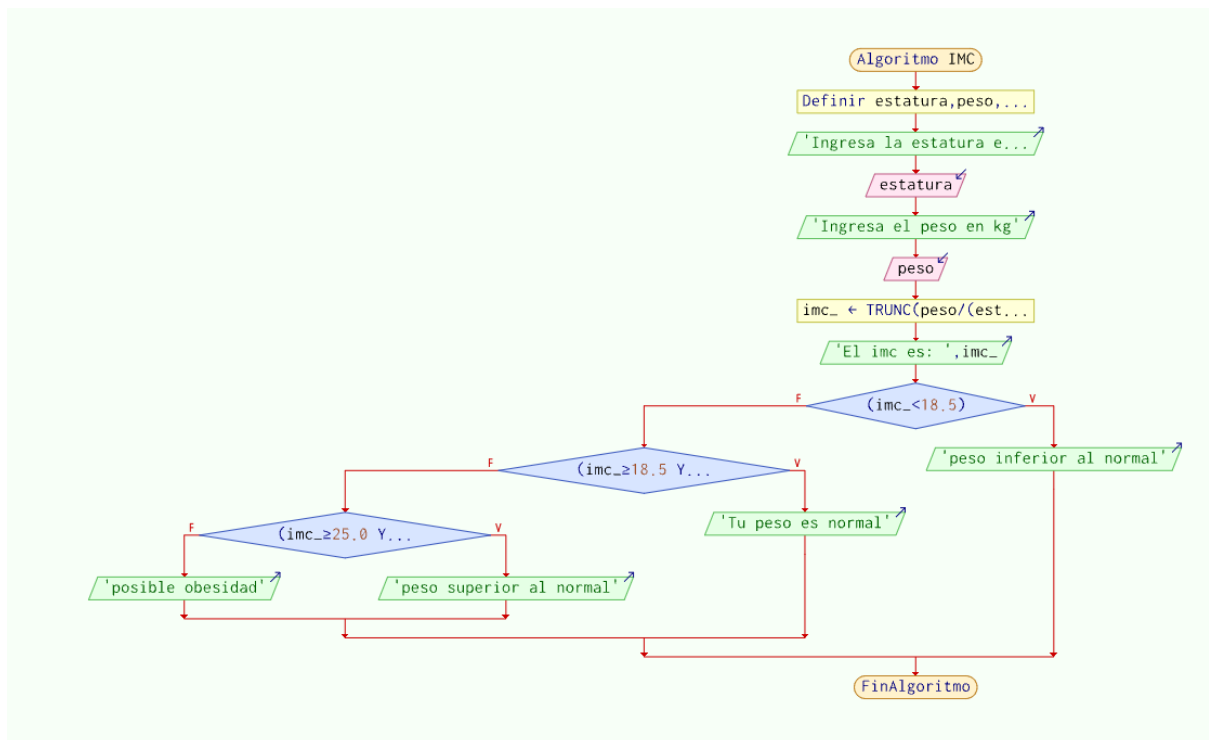 Algoritmo IMC
Definir estatura,peso,...
'Ingresa la estatura e...
estatura
'Ingresa el peso en kg'
peso
imc_ ← TRUNC(peso/(est...
'El imc es: ',imc_
F
(imc_<18.5)
V
'peso inferior al normal'
F
(imc_≥18.5 Y...
V
'Tu peso es normal'
F
(imc_≥25.0 Y...
V
'posible obesidad'
'peso superior al normal'
FinAlgoritmo